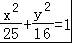 x²/25 + y²/16 = 1